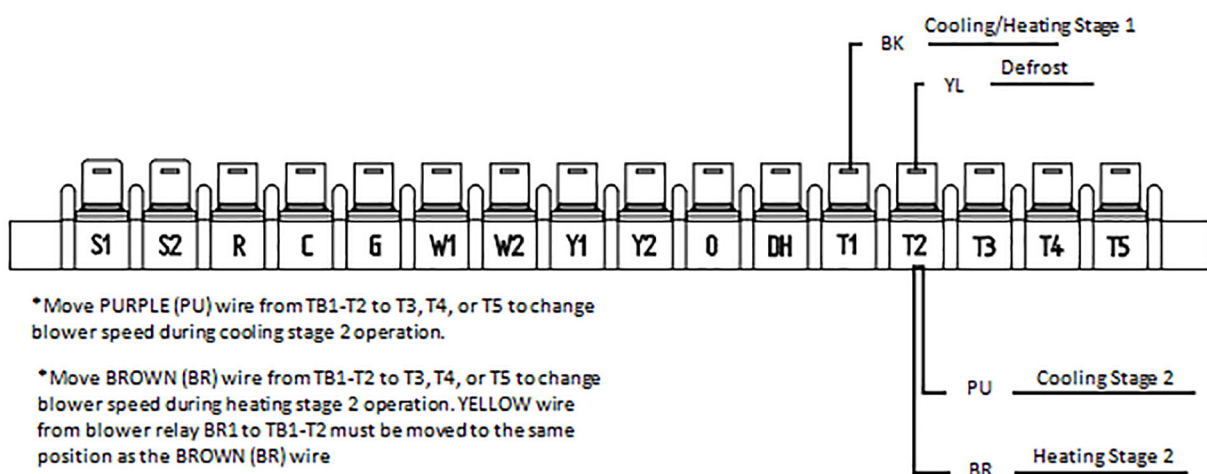 Cooling/Heating Stage 1
BK
Defrost
YL
S1 S2 R C G W1 W2 Y1 Y2 O DH T1 T2 T3 T4 T5
*Move PURPLE (PU) wire from TB1-T2 to T3, T4, or T5 to change
blower speed during cooling stage 2 operation.
*Move BROWN (BR) wire from TB1-T2 to T3, T4, or T5 to change
blower speed during heating stage 2 operation. YELLOW wire
from blower relay BR1 to TB1-T2 must be moved to the same
position as the BROWN (BR) wire
PU Cooling Stage 2
BR Heating Stage 2